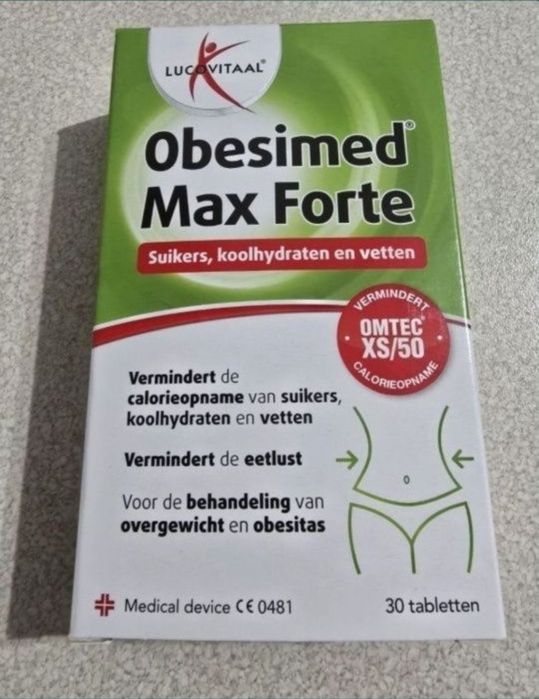 LUCOVITAAL®
Obesimed®
Max Forte
Suikers, koolhydraten en vetten
VERMINDERT
OMTEC
XS/50
CALORIEOPNAME
Vermindert de
calorieopname van suikers,
koolhydraten en vetten
Vermindert de eetlust
Voor de behandeling van
overgewicht en obesitas
Medical device CE 0481
30 tabletten